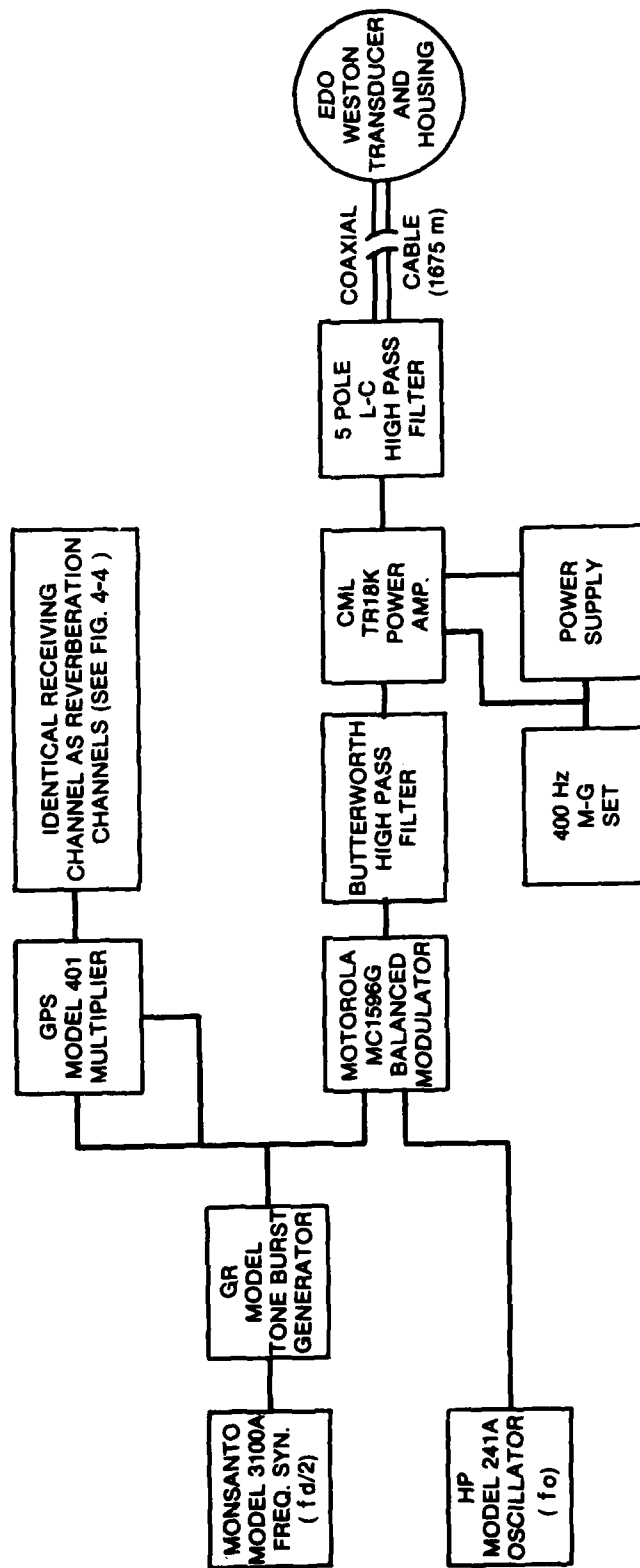 MONSANTO
MODEL 3100A
FREQ. SYN.
( fd/2)
GR
MODEL
TONE BURST
GENERATOR
GPS
MODEL 401
MULTIPLIER
IDENTICAL RECEIVING
CHANNEL AS REVERBERATION
CHANNELS (SEE FIG. 4-4 )
HP
MODEL 241A
OSCILLATOR
( fo)
MOTOROLA
MC1596G
BALANCED
MODULATOR
BUTTERWORTH
HIGH PASS
FILTER
CML
TR18K
POWER
AMP.
5 POLE
L-C
HIGH PASS
FILTER
COAXIAL
CABLE
(1675 m)
EDO
WESTON
TRANSDUCER
AND
HOUSING
400 Hz
M-G
SET
POWER
SUPPLY